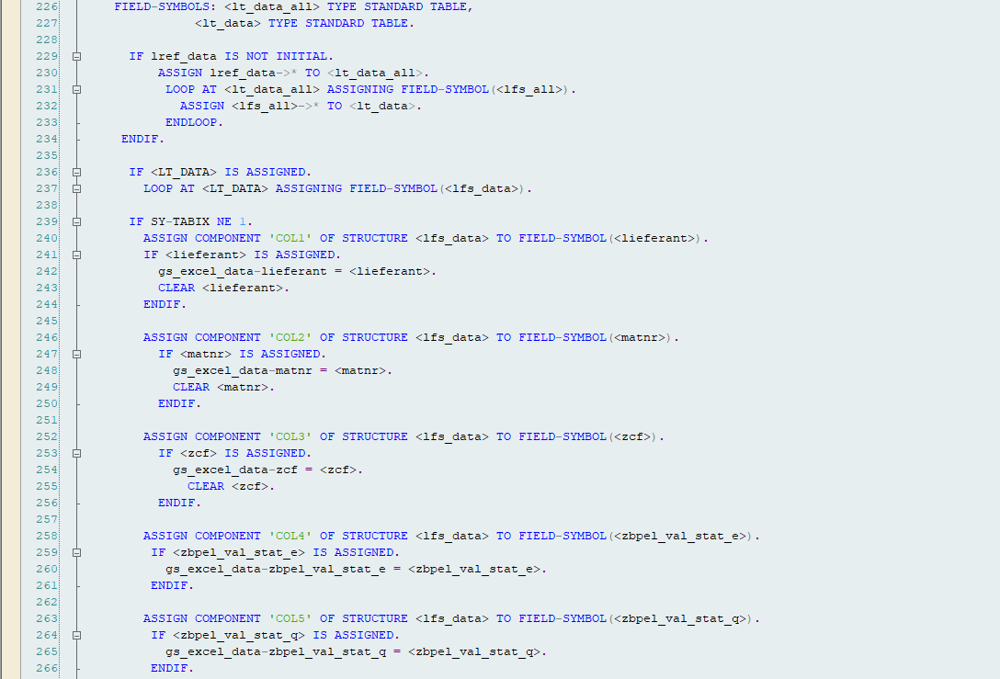 226 FIELD-SYMBOLS: <lt_data_all> TYPE STANDARD TABLE,
227 <lt_data> TYPE STANDARD TABLE.
228
229 IF lref_data IS NOT INITIAL.
230 ASSIGN lref_data->* TO <lt_data_all>.
231 LOOP AT <lt_data_all> ASSIGNING FIELD-SYMBOL(<lfs_all>).
232 ASSIGN <lfs_all>->* TO <lt_data>.
233 ENDLOOP.
234 ENDIF.
235
236 IF <LT_DATA> IS ASSIGNED.
237 LOOP AT <LT_DATA> ASSIGNING FIELD-SYMBOL(<lfs_data>).
238
239 IF SY-TABIX NE 1.
240 ASSIGN COMPONENT 'COL1' OF STRUCTURE <lfs_data> TO FIELD-SYMBOL(<lieferant>).
241 IF <lieferant> IS ASSIGNED.
242 gs_excel_data-lieferant = <lieferant>.
243 CLEAR <lieferant>.
244 ENDIF.
245
246 ASSIGN COMPONENT 'COL2' OF STRUCTURE <lfs_data> TO FIELD-SYMBOL(<matnr>).
247 IF <matnr> IS ASSIGNED.
248 gs_excel_data-matnr = <matnr>.
249 CLEAR <matnr>.
250 ENDIF.
251
252 ASSIGN COMPONENT 'COL3' OF STRUCTURE <lfs_data> TO FIELD-SYMBOL(<zcf>).
253 IF <zcf> IS ASSIGNED.
254 gs_excel_data-zcf = <zcf>.
255 CLEAR <zcf>.
256 ENDIF.
257
258 ASSIGN COMPONENT 'COL4' OF STRUCTURE <lfs_data> TO FIELD-SYMBOL(<zbpel_val_stat_e>).
259 IF <zbpel_val_stat_e> IS ASSIGNED.
260 gs_excel_data-zbpel_val_stat_e = <zbpel_val_stat_e>.
261 ENDIF.
262
263 ASSIGN COMPONENT 'COL5' OF STRUCTURE <lfs_data> TO FIELD-SYMBOL(<zbpel_val_stat_q>).
264 IF <zbpel_val_stat_q> IS ASSIGNED.
265 gs_excel_data-zbpel_val_stat_q = <zbpel_val_stat_q>.
266 ENDIF.